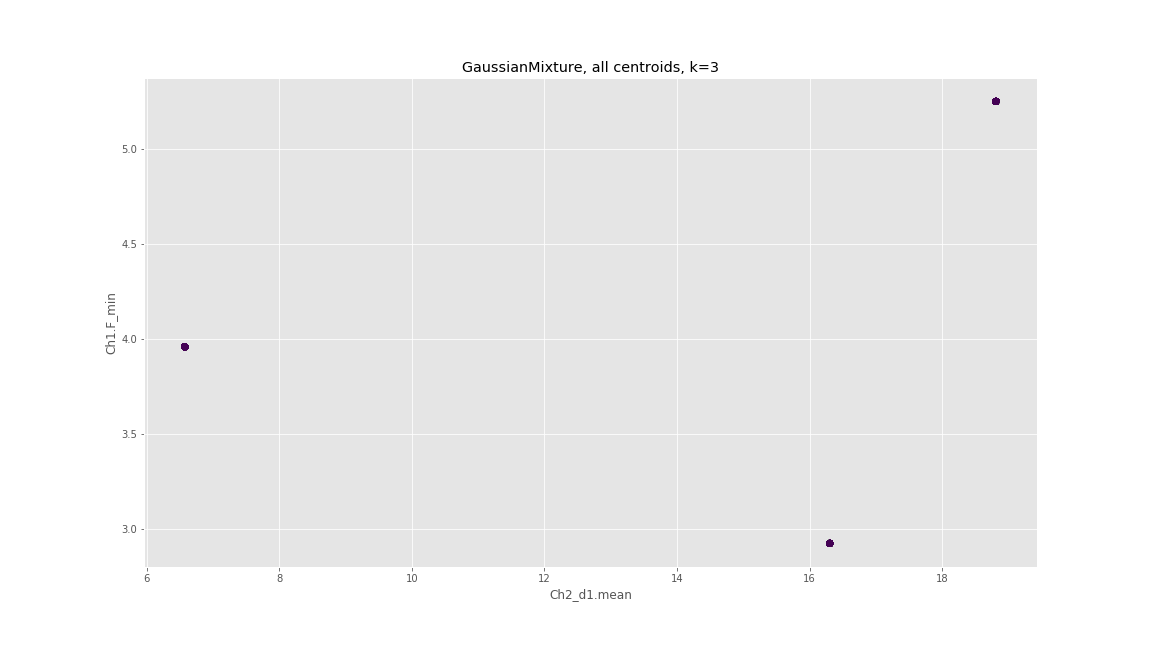 GaussianMixture, all centroids, k=3
5.0
4.5
4.0
3.5
3.0
Ch1.F_min
6 8 10 12 14 16 18
Ch2_d1.mean